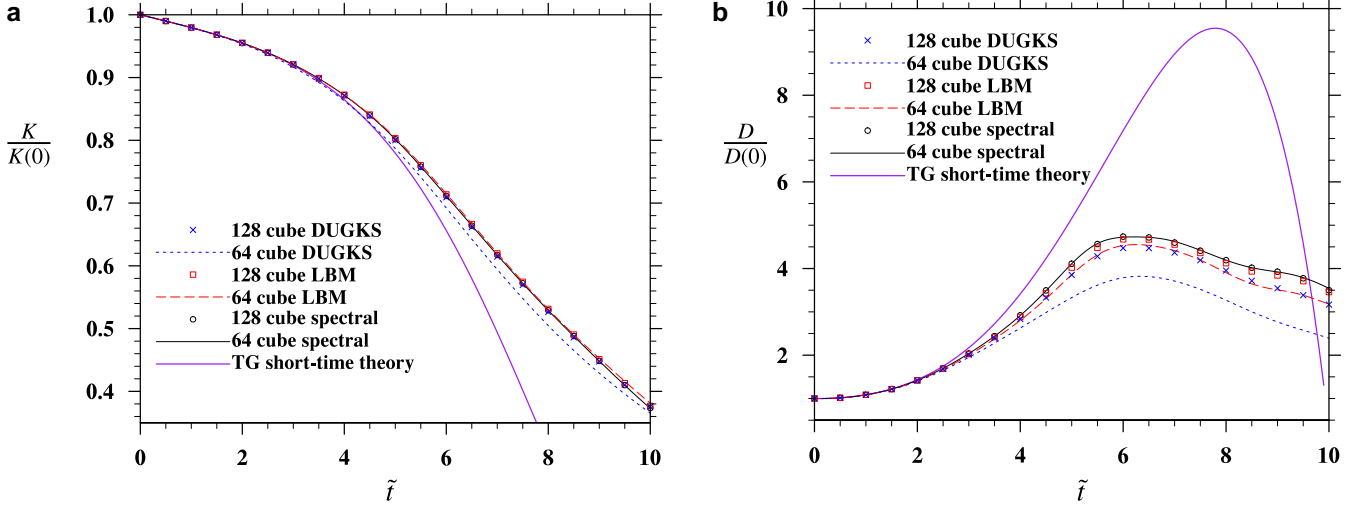 a
1.0
0.9
0.8
0.7
0.6
0.5
0.4
K
K(0)
128 cube DUGKS
64 cube DUGKS
128 cube LBM
64 cube LBM
128 cube spectral
64 cube spectral
TG short-time theory
0 2 4 6 8 10
t̃
b
10
8
6
4
2
D
D(0)
128 cube DUGKS
64 cube DUGKS
128 cube LBM
64 cube LBM
128 cube spectral
64 cube spectral
TG short-time theory
0 2 4 6 8 10
t̃